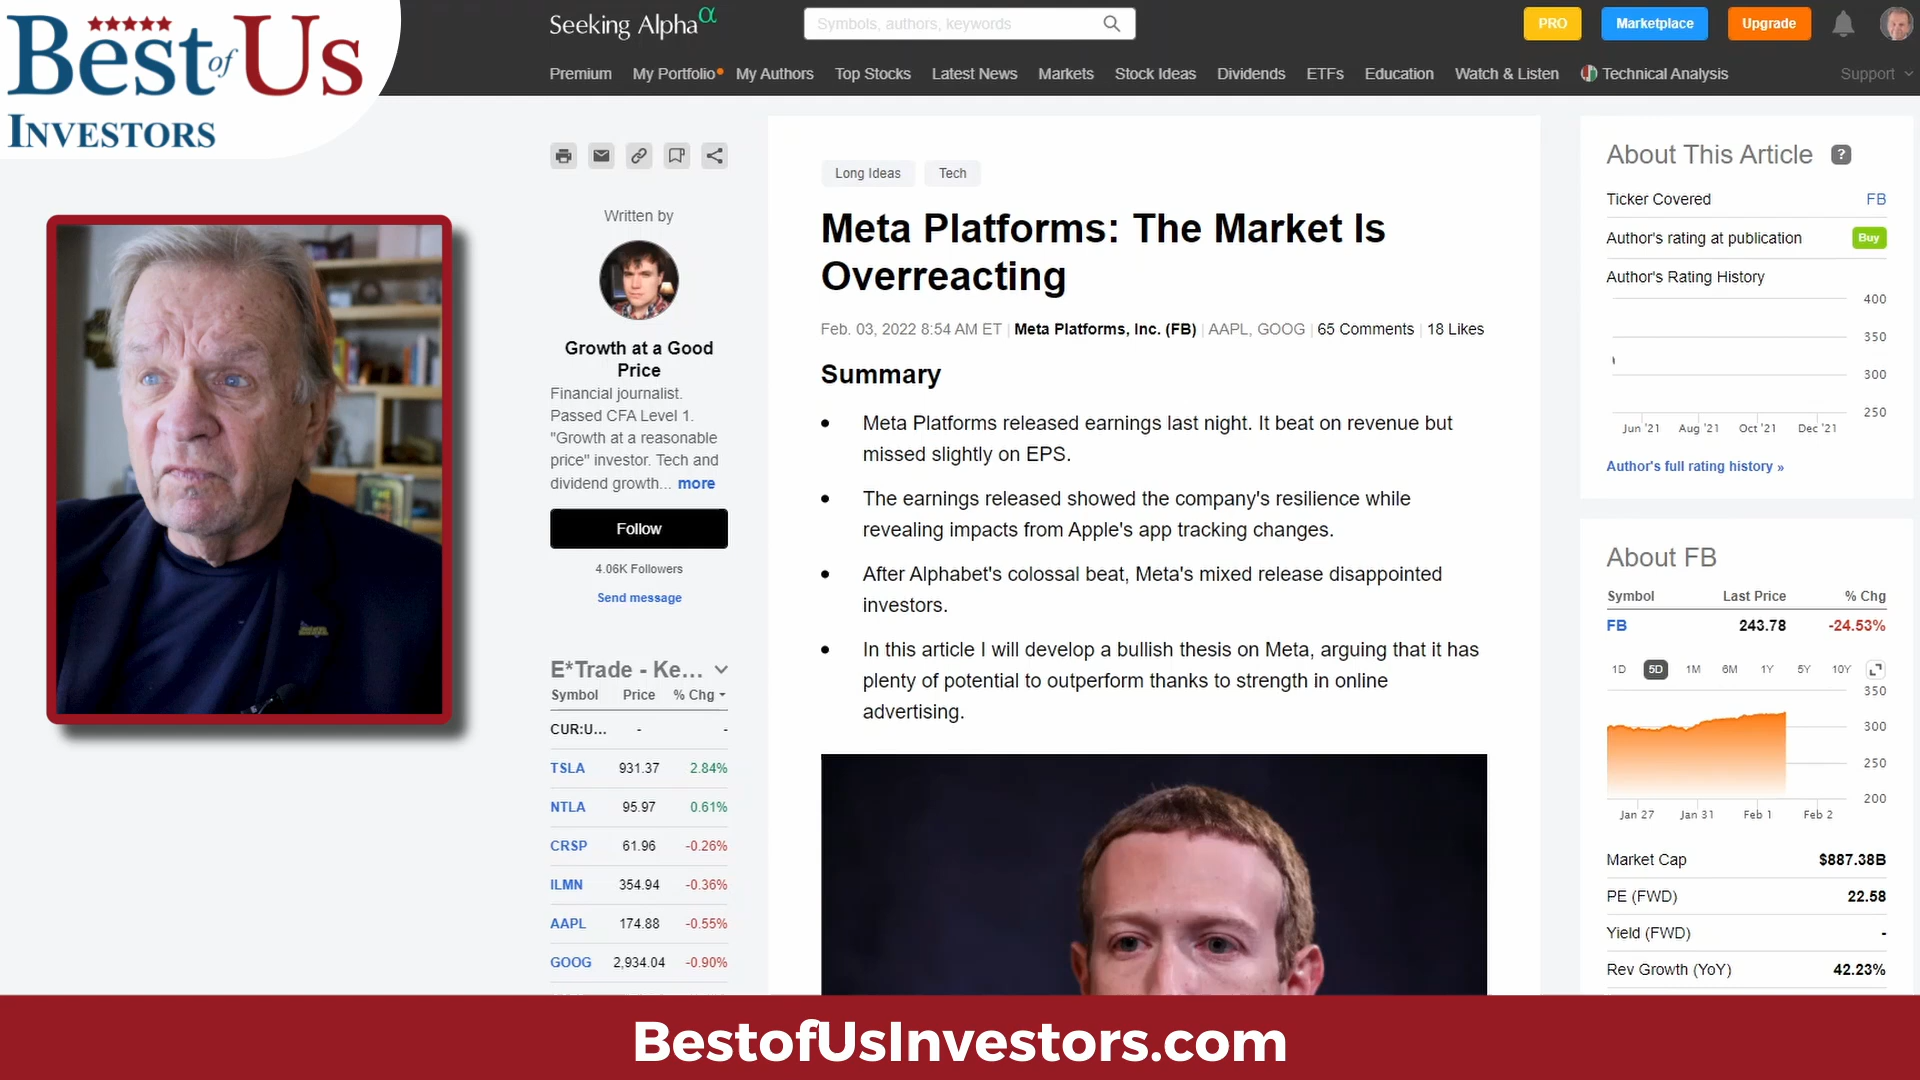 Best of Us
INVESTORS
Seeking Alpha α
Symbols, authors, keywords
PRO
Marketplace
Upgrade
Premium
My Portfolio
My Authors
Top Stocks
Latest News
Markets
Stock Ideas
Dividends
ETFs
Education
Watch & Listen
Technical Analysis
Support
Written by
Growth at a Good
Price
Financial journalist.
Passed CFA Level 1.
"Growth at a reasonable
price" investor. Tech and
dividend growth... more
Follow
4.06K Followers
Send message
E*Trade - Ke...
Symbol Price % Chg
CUR:U... - -
TSLA 931.37 2.84%
NTLA 95.97 0.61%
CRSP 61.96 -0.26%
ILMN 354.94 -0.36%
AAPL 174.88 -0.55%
GOOG 2,934.04 -0.90%
Long Ideas
Tech
Meta Platforms: The Market Is
Overreacting
Feb. 03, 2022 8:54 AM ET | Meta Platforms, Inc. (FB) | AAPL, GOOG | 65 Comments | 18 Likes
Summary
Meta Platforms released earnings last night. It beat on revenue but
missed slightly on EPS.
The earnings released showed the company's resilience while
revealing impacts from Apple's app tracking changes.
After Alphabet's colossal beat, Meta's mixed release disappointed
investors.
In this article I will develop a bullish thesis on Meta, arguing that it has
plenty of potential to outperform thanks to strength in online
advertising.
About This Article ?
Ticker Covered FB
Author's rating at publication Buy
Author's Rating History
400
350
300
250
Jun '21 Aug '21 Oct '21 Dec '21
Author's full rating history »
About FB
Symbol Last Price % Chg
FB 243.78 -24.53%
1D 5D 1M 6M 1Y 5Y 10Y
350
300
250
200
Jan 27 Jan 31 Feb 1 Feb 2
Market Cap $887.38B
PE (FWD) 22.58
Yield (FWD) -
Rev Growth (YoY) 42.23%
BestofUsInvestors.com